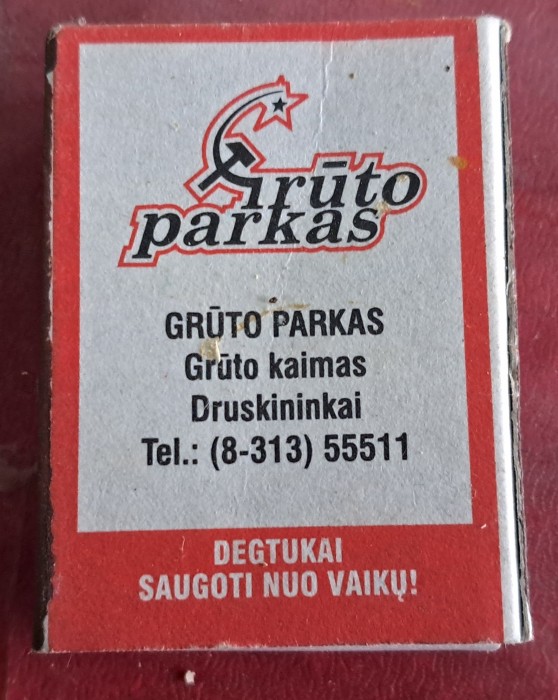 Grūto
parkas
GRŪTO PARKAS
Grūto kaimas
Druskininkai
Tel.: (8-313) 55511
DEGTUKAI
SAUGOTI NUO VAIKŲ!